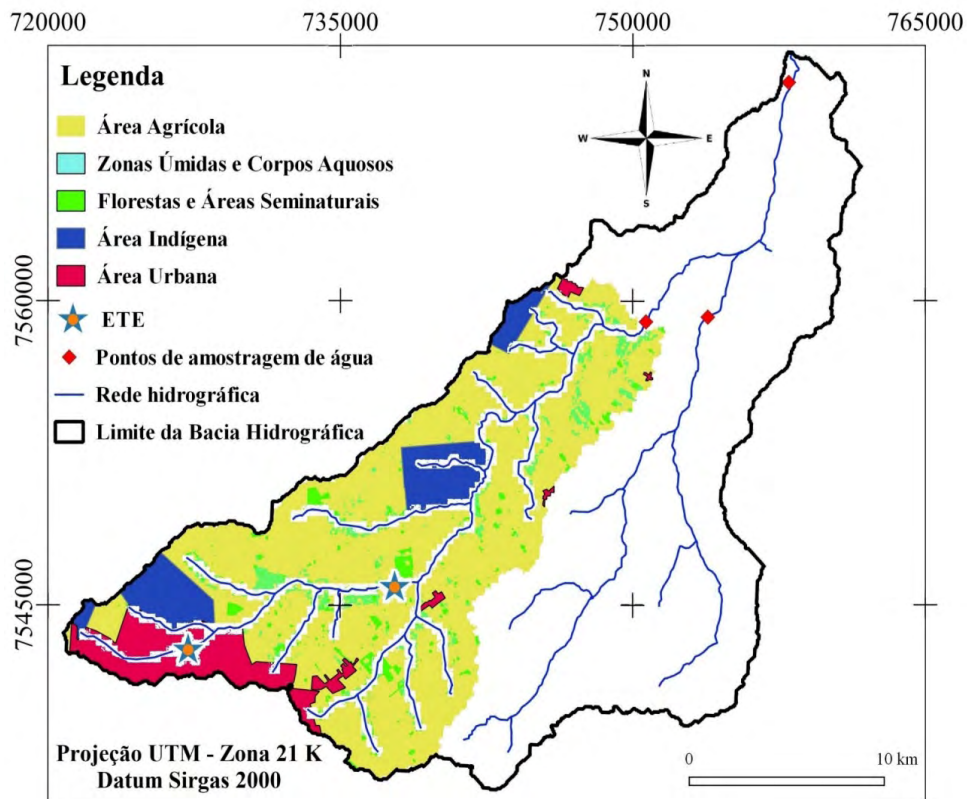 720000 735000 750000 765000
Legenda
Área Agrícola
Zonas Úmidas e Corpos Aquosos
Florestas e Áreas Seminaturais
Área Indígena
Área Urbana
ETE
Pontos de amostragem de água
Rede hidrográfica
Limite da Bacia Hidrográfica
N
W E
S
7560000 7560000
7545000 7545000
Projeção UTM - Zona 21 K
Datum Sirgas 2000
0 10 km